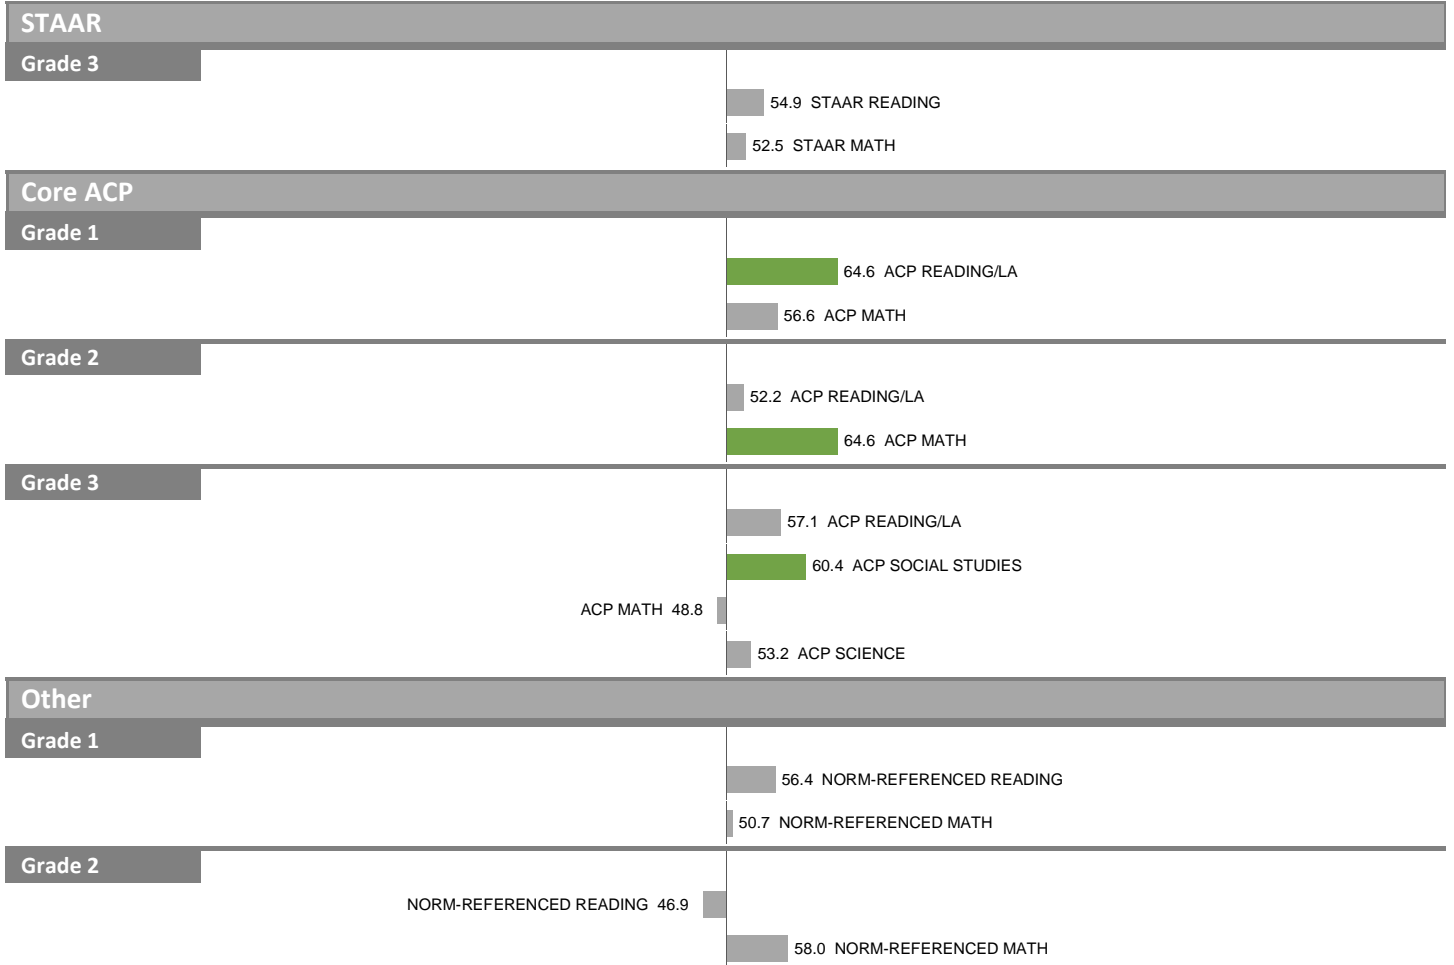 STAAR
Grade 3
54.9 STAAR READING
52.5 STAAR MATH
Core ACP
Grade 1
64.6 ACP READING/LA
56.6 ACP MATH
Grade 2
52.2 ACP READING/LA
64.6 ACP MATH
Grade 3
57.1 ACP READING/LA
60.4 ACP SOCIAL STUDIES
ACP MATH 48.8
53.2 ACP SCIENCE
Other
Grade 1
56.4 NORM-REFERENCED READING
50.7 NORM-REFERENCED MATH
Grade 2
NORM-REFERENCED READING 46.9
58.0 NORM-REFERENCED MATH